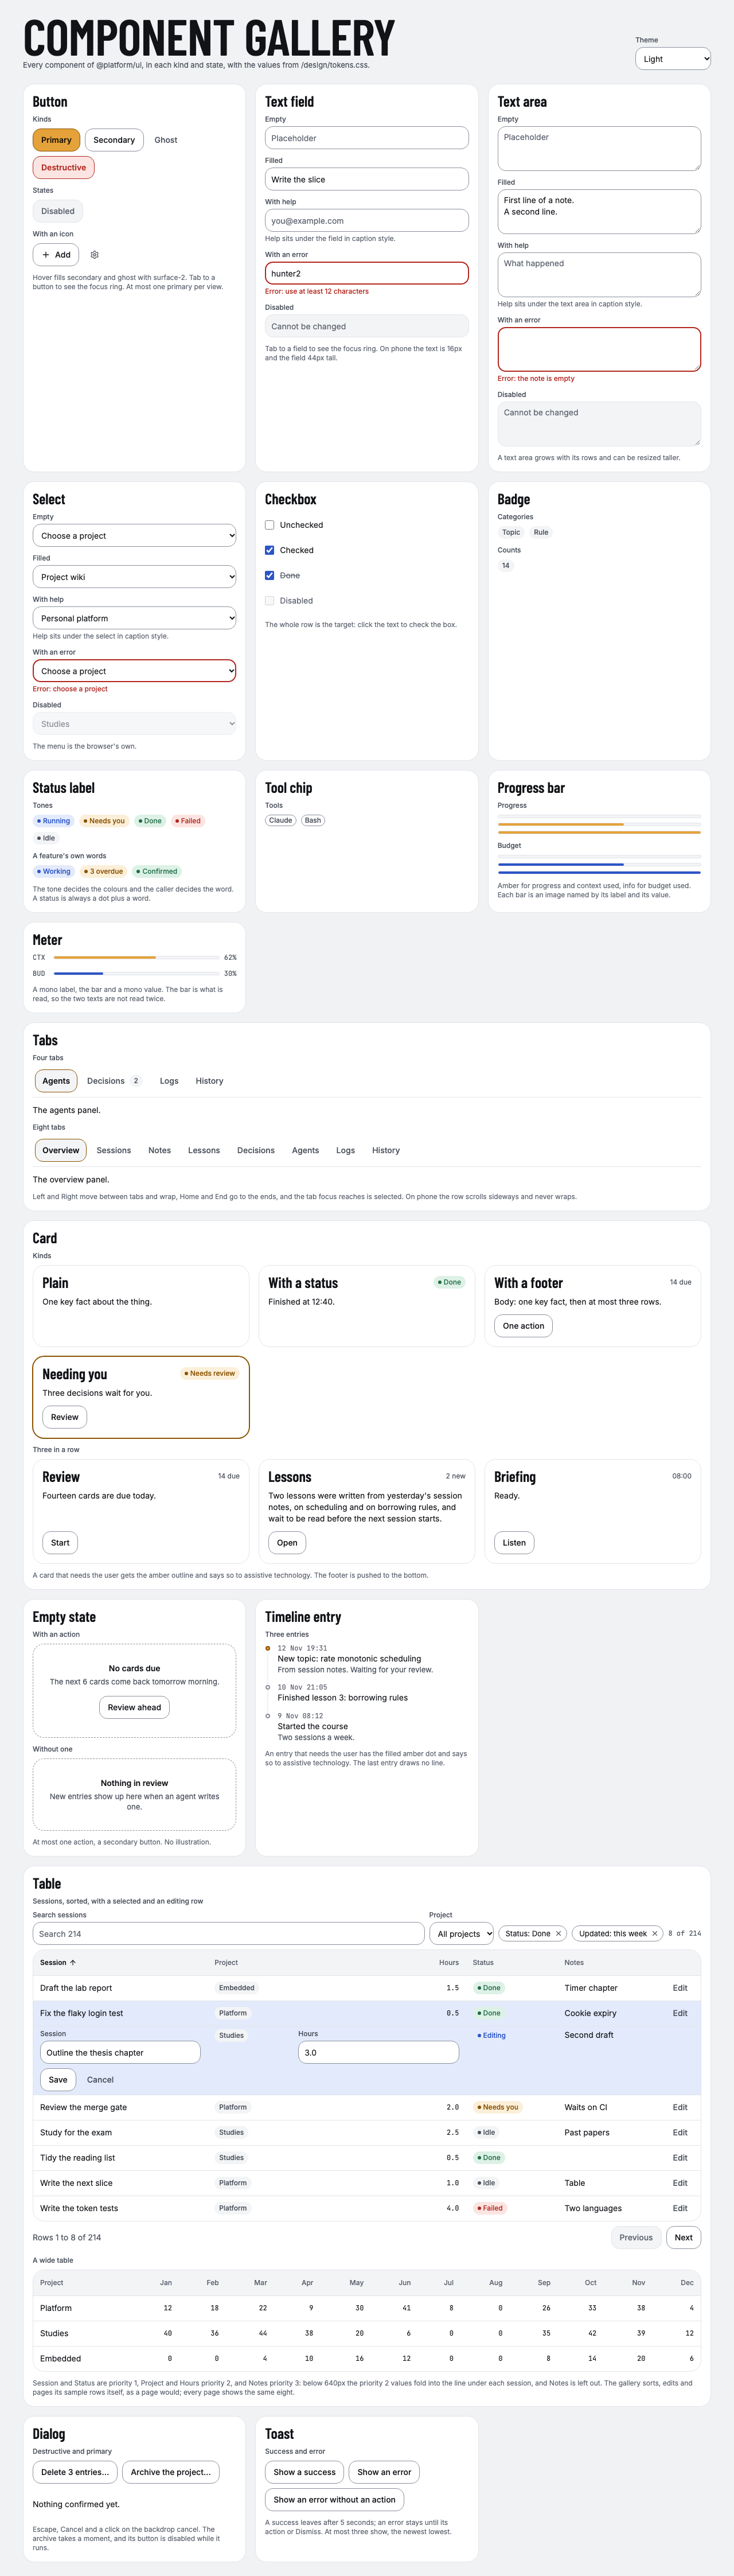 COMPONENT GALLERY
Every component of @platform/ui, in each kind and state, with the values from /design/tokens.css.
Theme
Light
Button
Kinds
Primary
Secondary
Ghost
Destructive
States
Disabled
With an icon
+ Add
Hover fills secondary and ghost with surface-2. Tab to a
button to see the focus ring. At most one primary per view.
Text field
Empty
Placeholder
Filled
Write the slice
With help
you@example.com
Help sits under the field in caption style.
With an error
hunter2
Error: use at least 12 characters
Disabled
Cannot be changed
Tab to a field to see the focus ring. On phone the text is 16px
and the field 44px tall.
Text area
Empty
Placeholder
Filled
First line of a note.
A second line.
With help
What happened
Help sits under the text area in caption style.
With an error
Error: the note is empty
Disabled
Cannot be changed
A text area grows with its rows and can be resized taller.
Select
Empty
Choose a project
Filled
Project wiki
With help
Personal platform
Help sits under the select in caption style.
With an error
Choose a project
Error: choose a project
Disabled
Studies
The menu is the browser's own.
Checkbox
Unchecked
Checked
Done
Disabled
The whole row is the target: click the text to check the box.
Badge
Categories
Topic
Rule
Counts
14
Status label
Tones
Running
Needs you
Done
Failed
Idle
A feature's own words
Working
3 overdue
Confirmed
The tone decides the colours and the caller decides the word.
A status is always a dot plus a word.
Tool chip
Tools
Claude
Bash
Progress bar
Progress
Budget
Amber for progress and context used, info for budget used.
Each bar is an image named by its label and its value.
Meter
CTX 62%
BUD 30%
A mono label, the bar and a mono value. The bar is what is
read, so the two texts are not read twice.
Tabs
Four tabs
Agents Decisions 2 Logs History
The agents panel.
Eight tabs
Overview Sessions Notes Lessons Decisions Agents Logs History
The overview panel.
Left and Right move between tabs and wrap, Home and End go to the ends, and the tab focus reaches is selected. On phone the row scrolls sideways and never wraps.
Card
Kinds
Plain
One key fact about the thing.
With a status
Done
Finished at 12:40.
With a footer
14 due
Body: one key fact, then at most three rows.
One action
Needing you
Needs review
Three decisions wait for you.
Review
Three in a row
Review
14 due
Fourteen cards are due today.
Start
Lessons
2 new
Two lessons were written from yesterday's session
notes, on scheduling and on borrowing rules, and
wait to be read before the next session starts.
Open
Briefing
08:00
Ready.
Listen
A card that needs the user gets the amber outline and says so to assistive technology. The footer is pushed to the bottom.
Empty state
With an action
No cards due
The next 6 cards come back tomorrow morning.
Review ahead
Without one
Nothing in review
New entries show up here when an agent writes
one.
At most one action, a secondary button. No illustration.
Timeline entry
Three entries
12 Nov 19:31
New topic: rate monotonic scheduling
From session notes. Waiting for your review.
10 Nov 21:05
Finished lesson 3: borrowing rules
9 Nov 08:12
Started the course
Two sessions a week.
An entry that needs the user has the filled amber dot and says
so to assistive technology. The last entry draws no line.
Table
Sessions, sorted, with a selected and an editing row
Search sessions
Search 214
Project
All projects
Status: Done ✕
Updated: this week ✕
8 of 214
Session ↑ Project Hours Status Notes
Draft the lab report Embedded 1.5 Done Timer chapter Edit
Fix the flaky login test Platform 0.5 Done Cookie expiry Edit
Session
Outline the thesis chapter
Studies
Hours
3.0
Editing
Second draft
Save
Cancel
Review the merge gate Platform 2.0 Needs you Waits on CI Edit
Study for the exam Studies 2.5 Idle Past papers Edit
Tidy the reading list Studies 0.5 Done Edit
Write the next slice Platform 1.0 Idle Table Edit
Write the token tests Platform 4.0 Failed Two languages Edit
Rows 1 to 8 of 214
Previous
Next
A wide table
Project Jan Feb Mar Apr May Jun Jul Aug Sep Oct Nov Dec
Platform 12 18 22 9 30 41 8 0 26 33 38 4
Studies 40 36 44 38 20 6 0 0 35 42 39 12
Embedded 0 0 4 10 16 12 0 0 8 14 20 6
Session and Status are priority 1, Project and Hours priority 2, and Notes priority 3: below 640px the priority 2 values fold into the line under each session, and Notes is left out. The gallery sorts, edits and
pages its sample rows itself, as a page would; every page shows the same eight.
Dialog
Destructive and primary
Delete 3 entries…
Archive the project…
Nothing confirmed yet.
Escape, Cancel and a click on the backdrop cancel. The
archive takes a moment, and its button is disabled while it
runs.
Toast
Success and error
Show a success
Show an error
Show an error without an action
A success leaves after 5 seconds; an error stays until its
action or Dismiss. At most three show, the newest lowest.